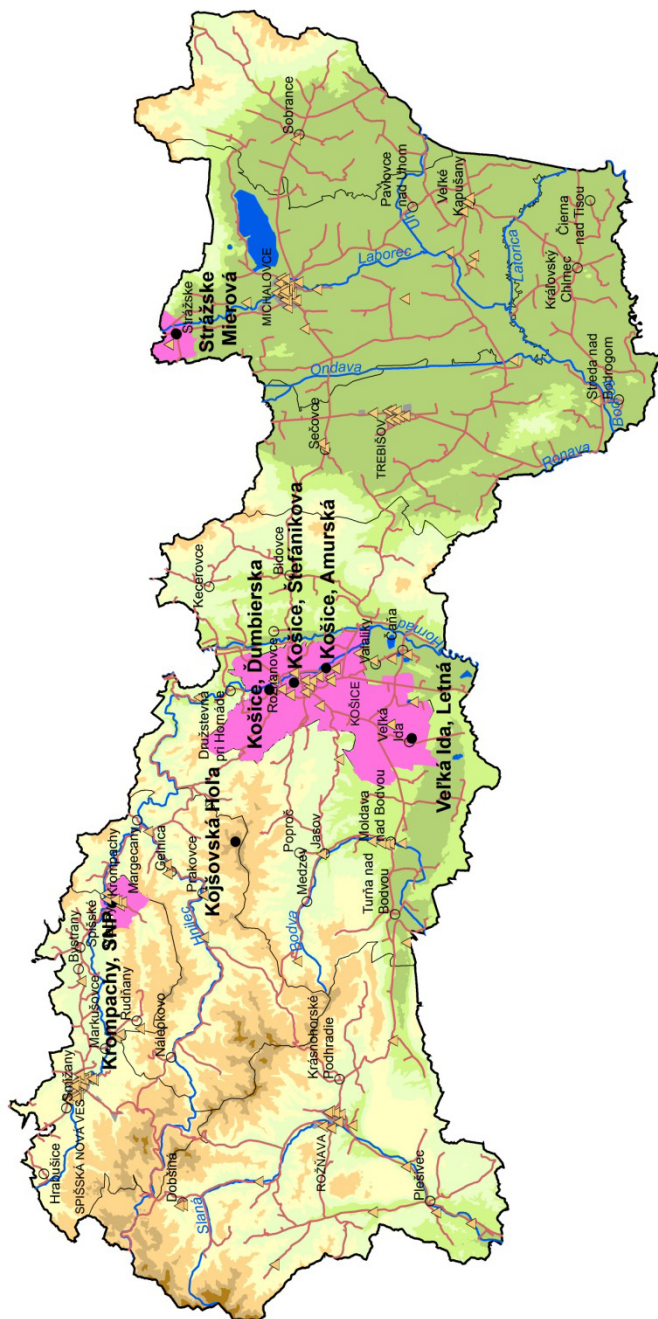 Hrabušice
Smižany
SPIŠSKÁ NOVÁ VES
Markušovce
Bystrany
Spišské
Krompachy, SNP
Krompachy
Rudňany
Margecany
Nálepkovo
Gelnica
Prakovce
Hnilec
Dobšiná
Slaná
Kojšovská Hoľa
Družstevná
pri Hornáde
Kecerovce
Strážske
Strážske
Mierová
Košice, Ďumbierska
Bidovce
Košice, Štefánikova
Košice, Amurská
Poproč
Medzev
Jasov
Bodva
Krásnohorské
Podhradie
ROŽŇAVA
Moldava
nad Bodvou
Turňa nad
Bodvou
KOŠICE
Valaliky
Čaňa
Hornád
Veľká
Ida
Veľká Ida, Letná
Plešivec
Sečovce
Ondava
MICHALOVCE
Sobrance
Laborec
TREBIŠOV
Pavlovce
nad Uhom
Uh
Veľké
Kapušany
Latorica
Roňava
Kráľovský
Chlmec
Čierna
nad Tisou
Streda nad
Bodrogom